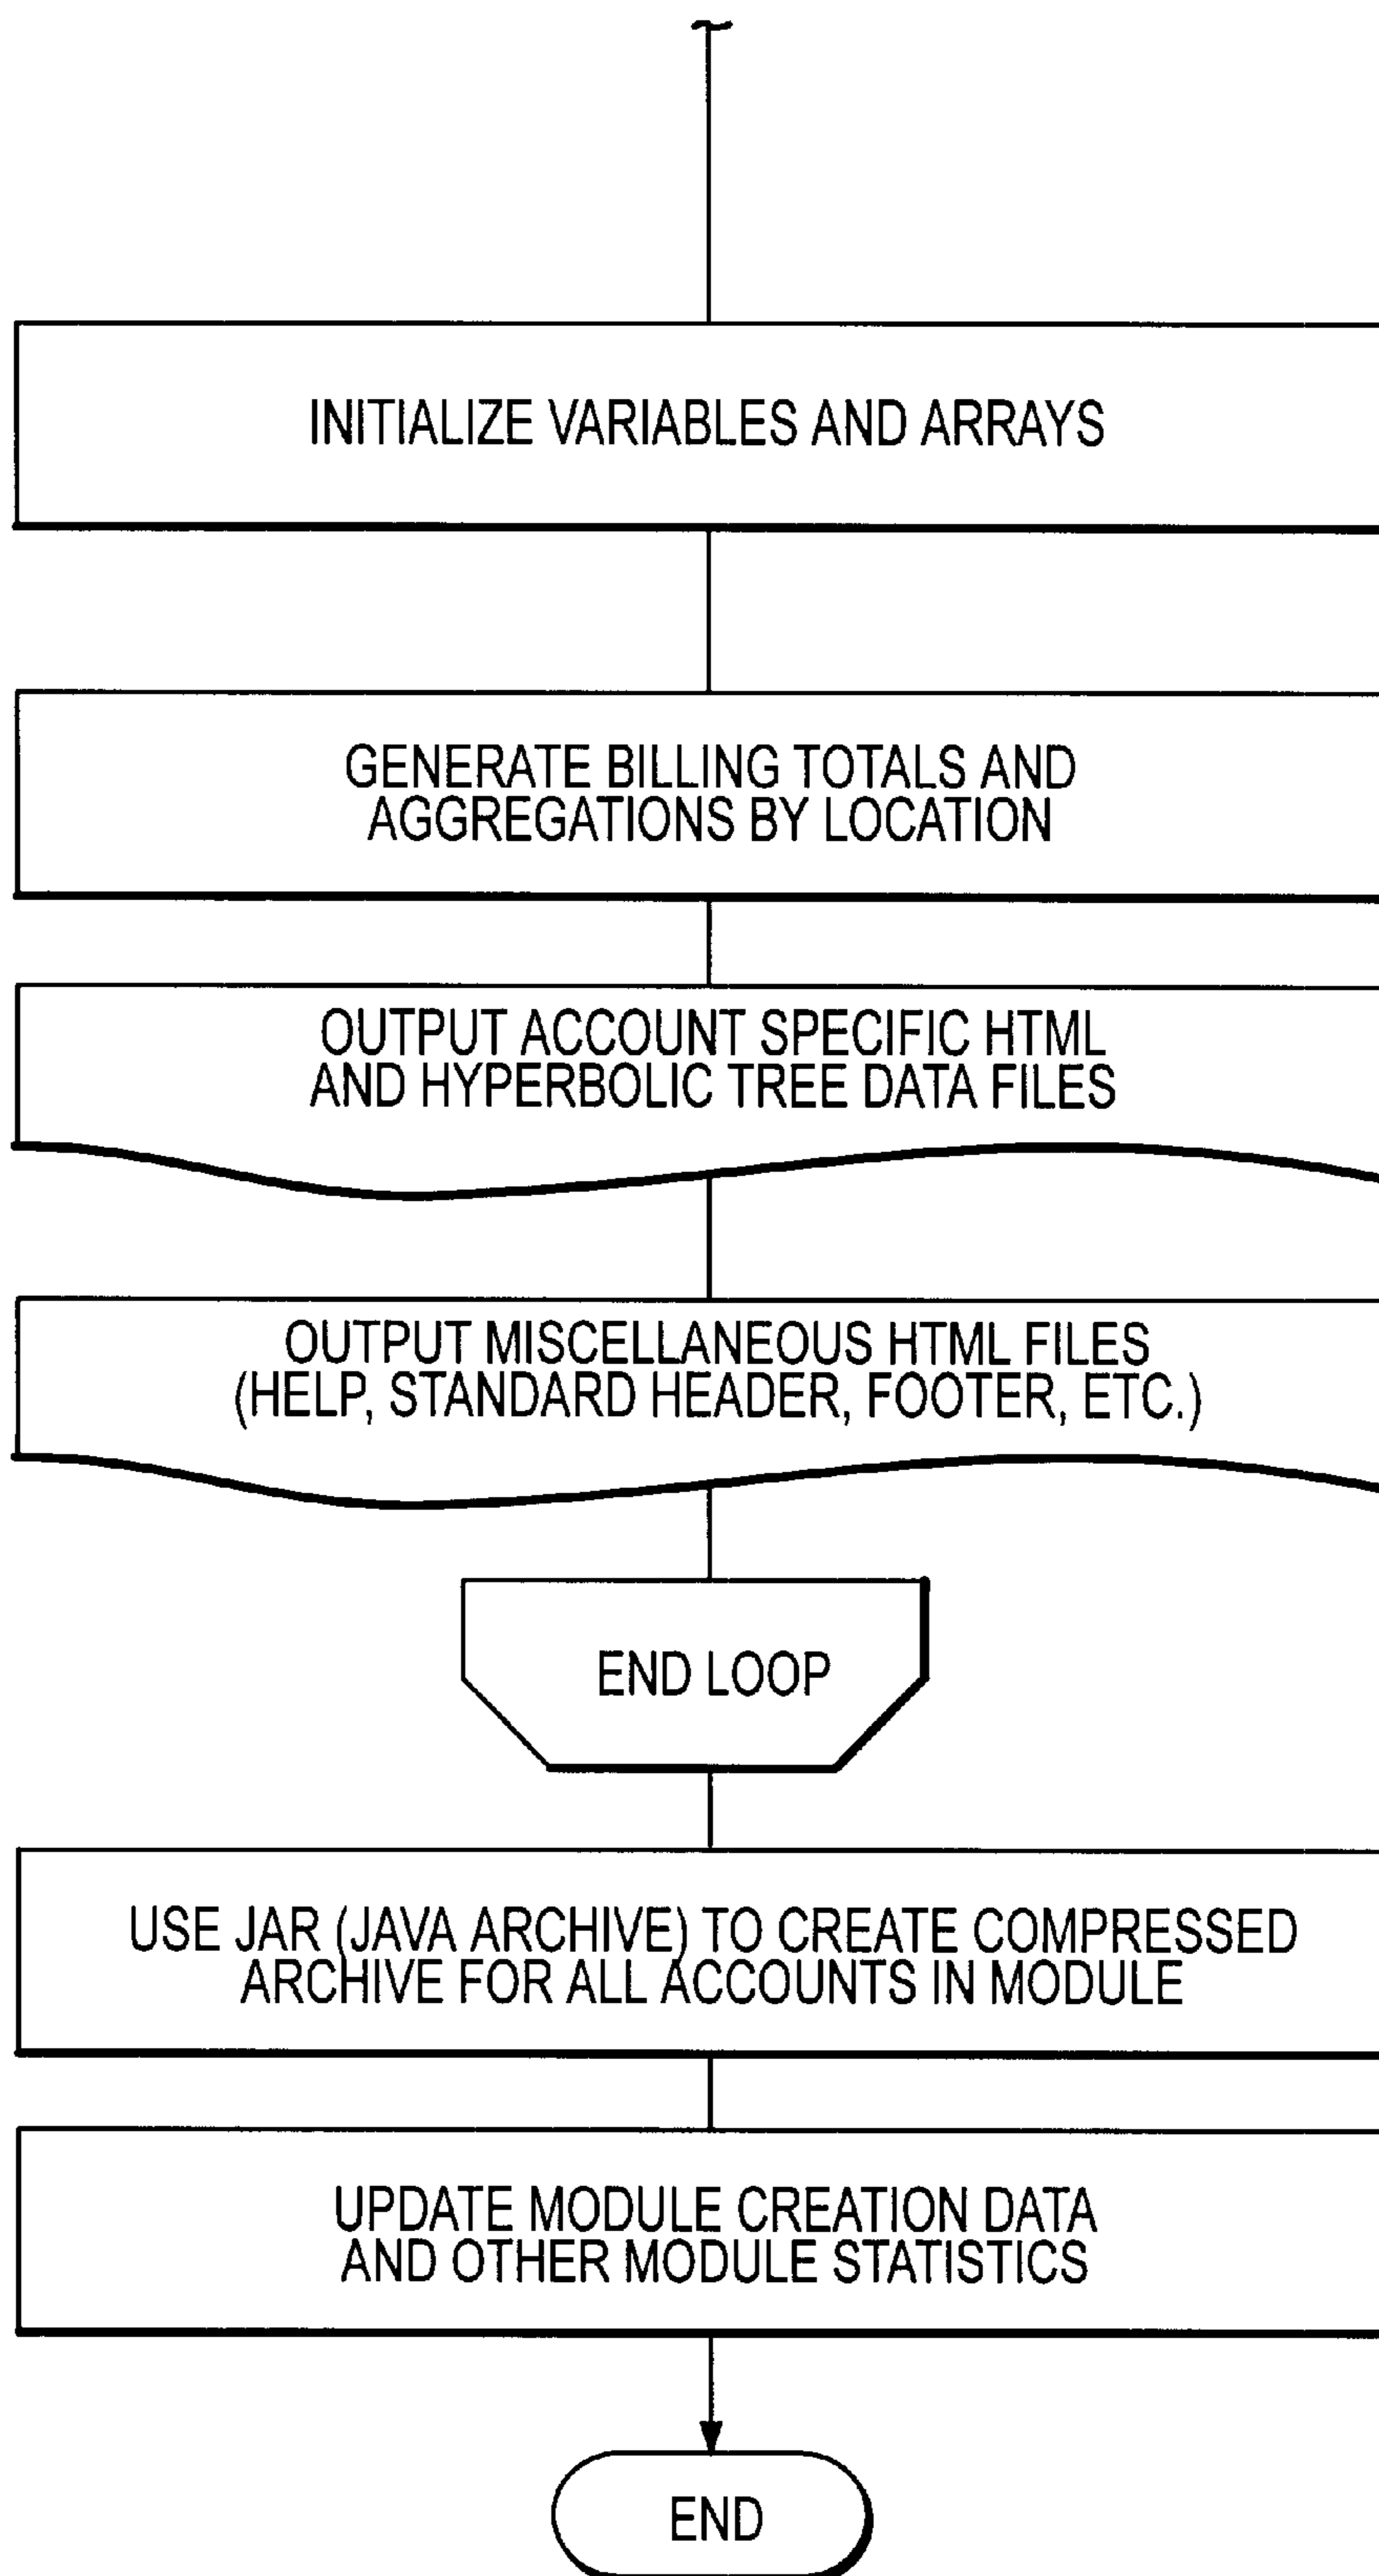 INITIALIZE VARIABLES AND ARRAYS
GENERATE BILLING TOTALS AND
AGGREGATIONS BY LOCATION
OUTPUT ACCOUNT SPECIFIC HTML
AND HYPERBOLIC TREE DATA FILES
OUTPUT MISCELLANEOUS HTML FILES
(HELP, STANDARD HEADER, FOOTER, ETC.)
END LOOP
USE JAR (JAVA ARCHIVE) TO CREATE COMPRESSED
ARCHIVE FOR ALL ACCOUNTS IN MODULE
UPDATE MODULE CREATION DATA
AND OTHER MODULE STATISTICS
END